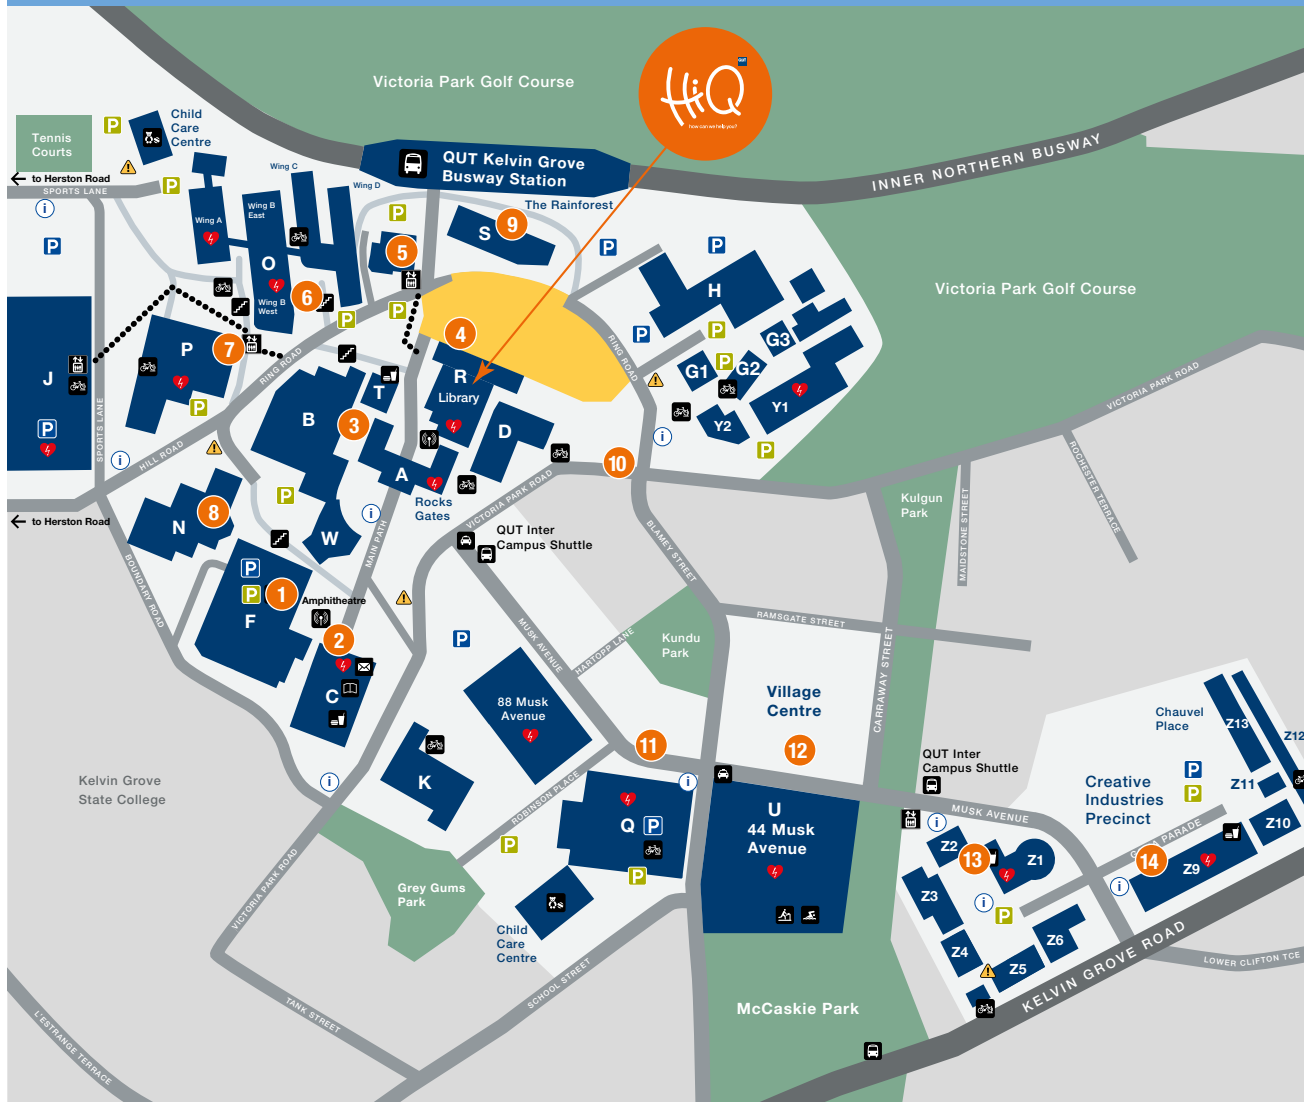 Victoria Park Golf Course
HiQ
QUT
how can we help you?
INNER NORTHERN BUSWAY
Tennis
Courts
P
Child
Care
Centre
QUT Kelvin Grove
Busway Station
to Herston Road
SPORTS LANE
P
i
P
Wing A
Wing B
East
Wing C
Wing D
O
Wing B
West
6
P
5
The Rainforest
S
9
P
P
H
P
P
Victoria Park Golf Course
J
P
SPORTS LANE
P
7
P
RING ROAD
P
P
4
R
Library
RING ROAD
G1
G2
G3
P
Y1
Y2
P
i
VICTORIA PARK ROAD
ROCHESTER TERRACE
T
B
3
D
A
Rocks
Gates
i
HILL ROAD
to Herston Road
P
N
8
W
i
MAIN PATH
VICTORIA PARK ROAD
10
Kulgun
Park
MAIDSTONE STREET
QUT Inter
Campus Shuttle
BOUNDARY ROAD
P
P
1
F
Amphitheatre
2
C
BLAMEY STREET
RAMSGATE STREET
P
MUSK AVENUE
HARTOPP LANE
Kundu
Park
CARRAWAY STREET
88 Musk
Avenue
Village
Centre
12
11
K
i
Kelvin Grove
State College
ROBINSON PLACE
i
Q
P
P
P
U
44 Musk
Avenue
QUT Inter
Campus Shuttle
MUSK AVENUE
Chauvel
Place
Z13
Z12
P
P
Z11
Z10
Creative
Industries
Precinct
PARADE
14
Z9
i
i
Z2
13
Z1
i
P
Z3
Z4
Z5
Z6
Grey Gums
Park
Child
Care
Centre
VICTORIA PARK ROAD
SCHOOL STREET
TANK STREET
L'ESTRANGE TERRACE
McCaskie Park
KELVIN GROVE ROAD
LOWER CLIFTON TCE